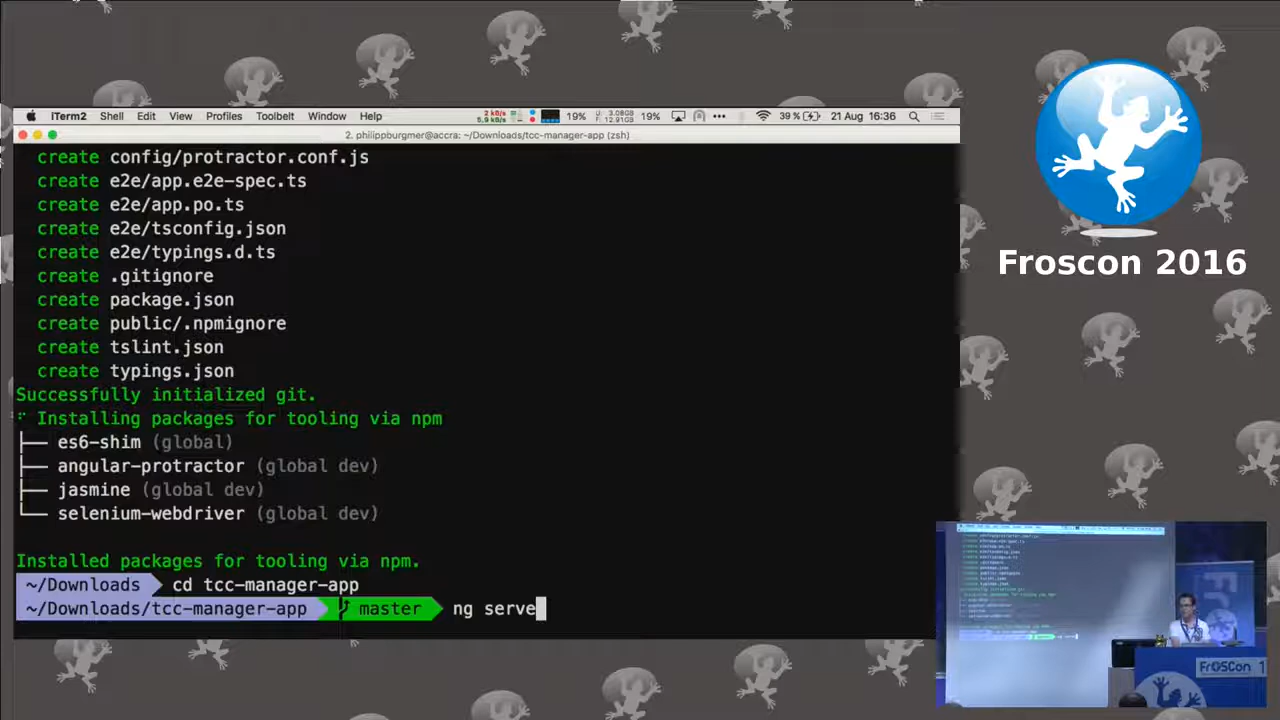 iTerm2 Shell Edit View Profiles Toolbelt Window Help 19% 19% ••• 39% 21 Aug 16:36
2. philippburgmer@accra: ~/Downloads/tcc-manager-app (zsh)
create config/protractor.conf.js
create e2e/app.e2e-spec.ts
create e2e/app.po.ts
create e2e/tsconfig.json
create e2e/typings.d.ts
create .gitignore
create package.json
create public/.npmignore
create tslint.json
create typings.json
Successfully initialized git.
Installing packages for tooling via npm
├── es6-shim (global)
├── angular-protractor (global dev)
├── jasmine (global dev)
└── selenium-webdriver (global dev)
Installed packages for tooling via npm.
~/Downloads cd tcc-manager-app
~/Downloads/tcc-manager-app master ng serve
Froscon 2016
FrOSCon 1